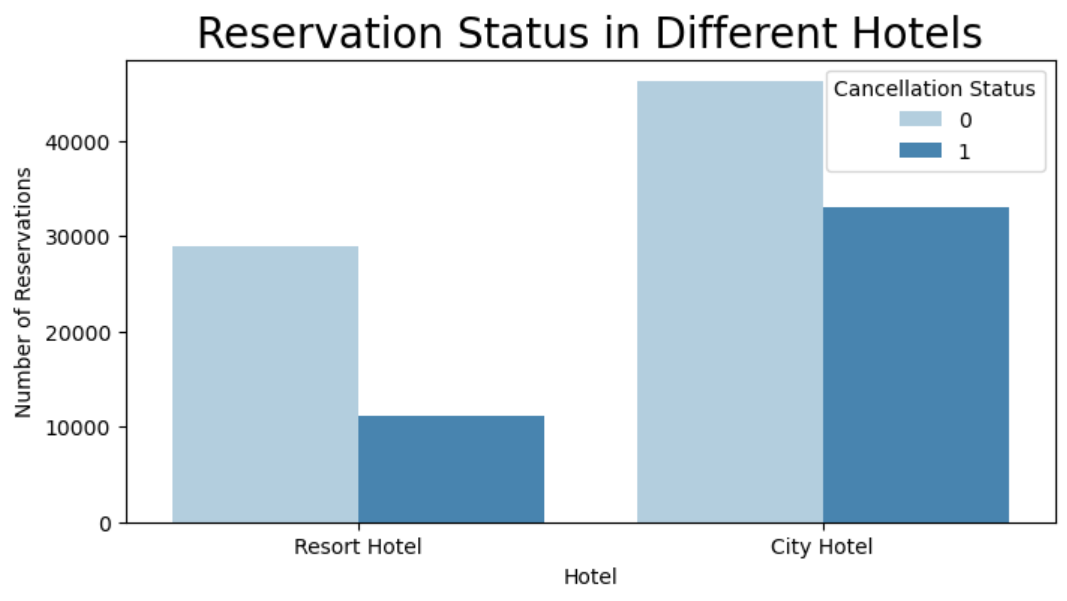 Reservation Status in Different Hotels
Cancellation Status
0
1
Number of Reservations
40000
30000
20000
10000
0
Resort Hotel
City Hotel
Hotel